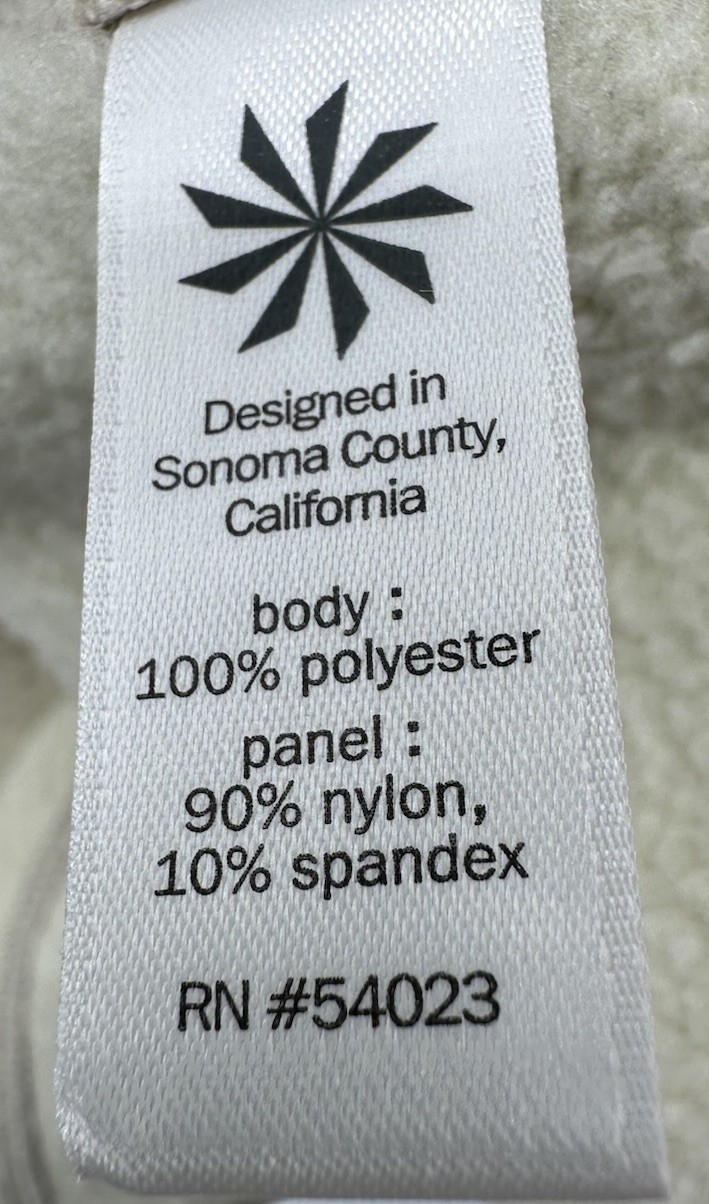 Designed in
Sonoma County,
California
body :
100% polyester
panel :
90% nylon,
10% spandex
RN #54023